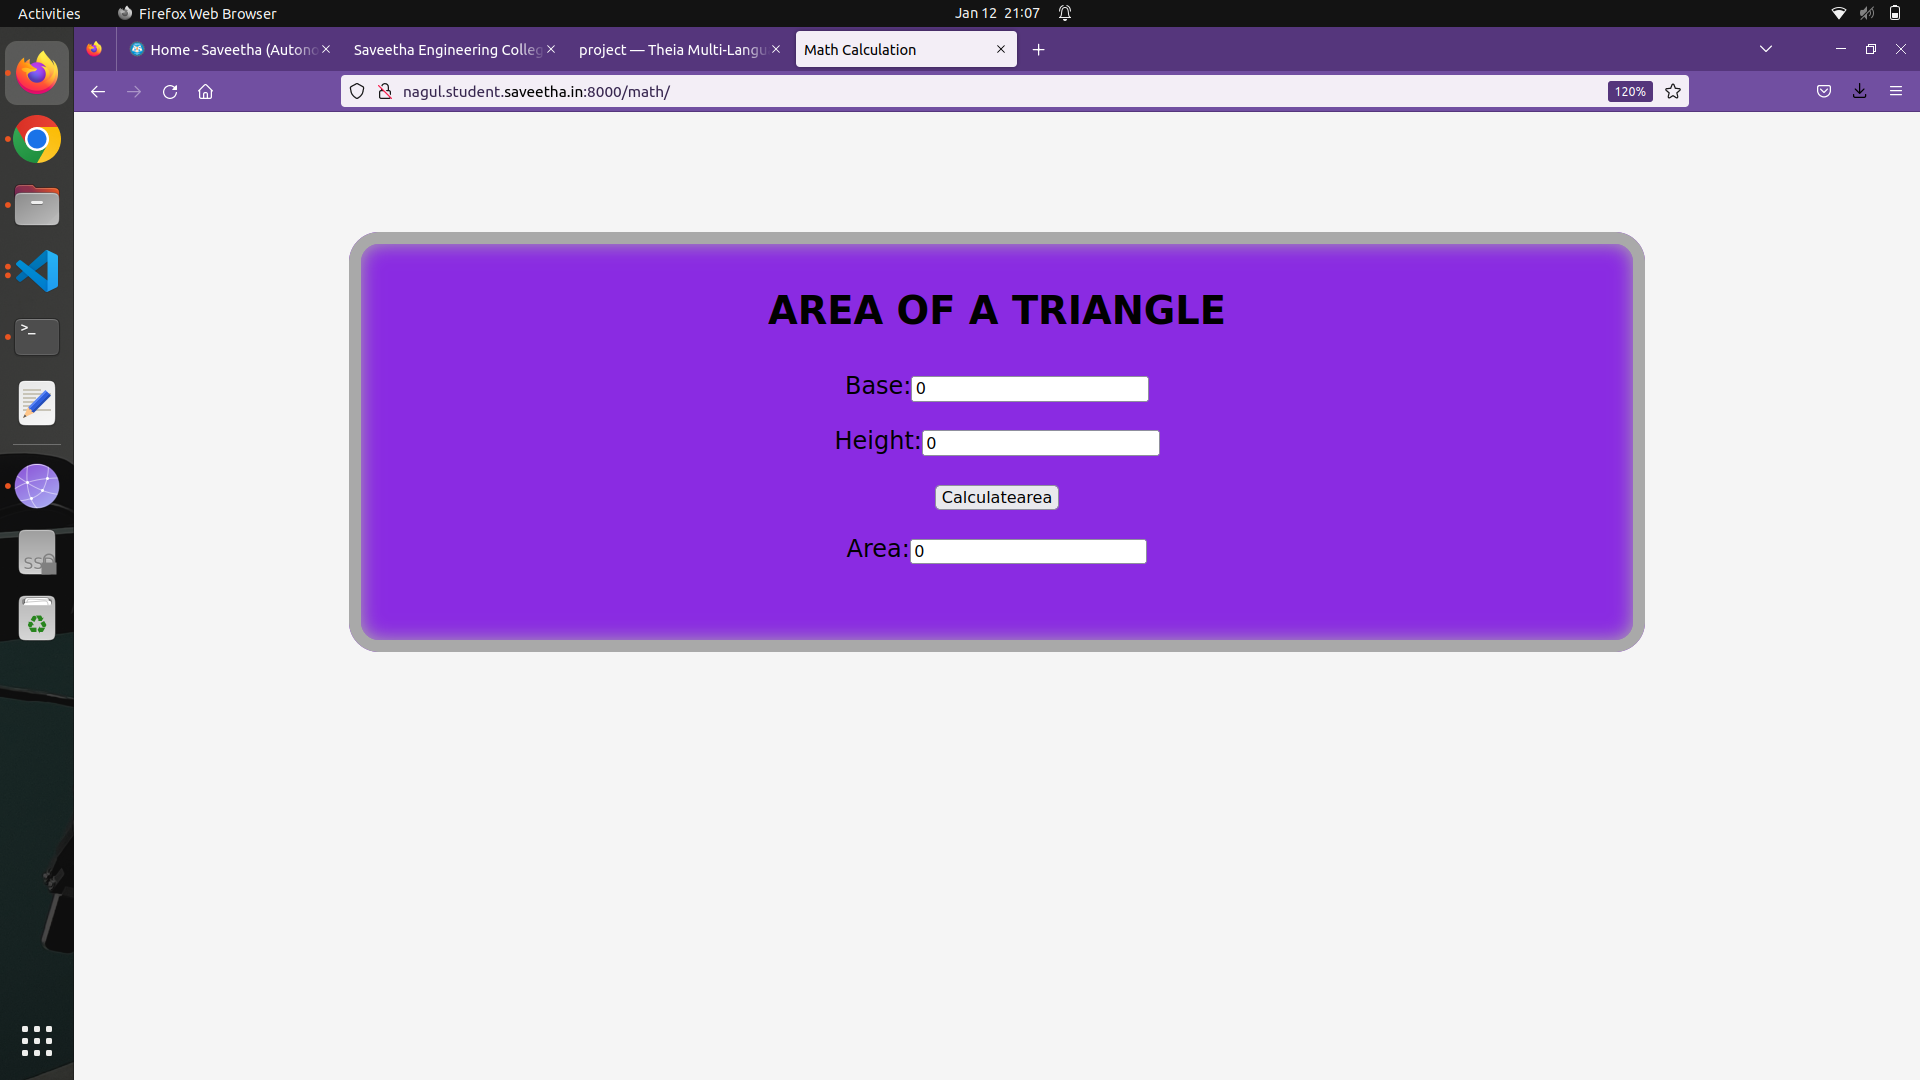 Activities
Firefox Web Browser
Jan 12 21:07
Home - Saveetha (Autono
Saveetha Engineering Colleg
project — Theia Multi-Langu
Math Calculation
nagul.student.saveetha.in:8000/math/
120%
>_
SS
AREA OF A TRIANGLE
Base: 0
Height: 0
Calculatearea
Area: 0